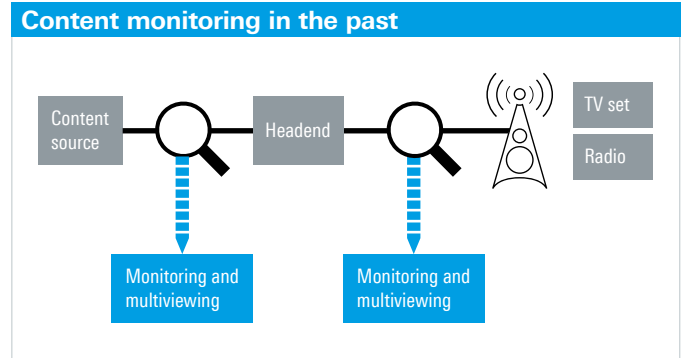 Content monitoring in the past
Content
source
Headend
TV set
Radio
Monitoring and
multiviewing
Monitoring and
multiviewing